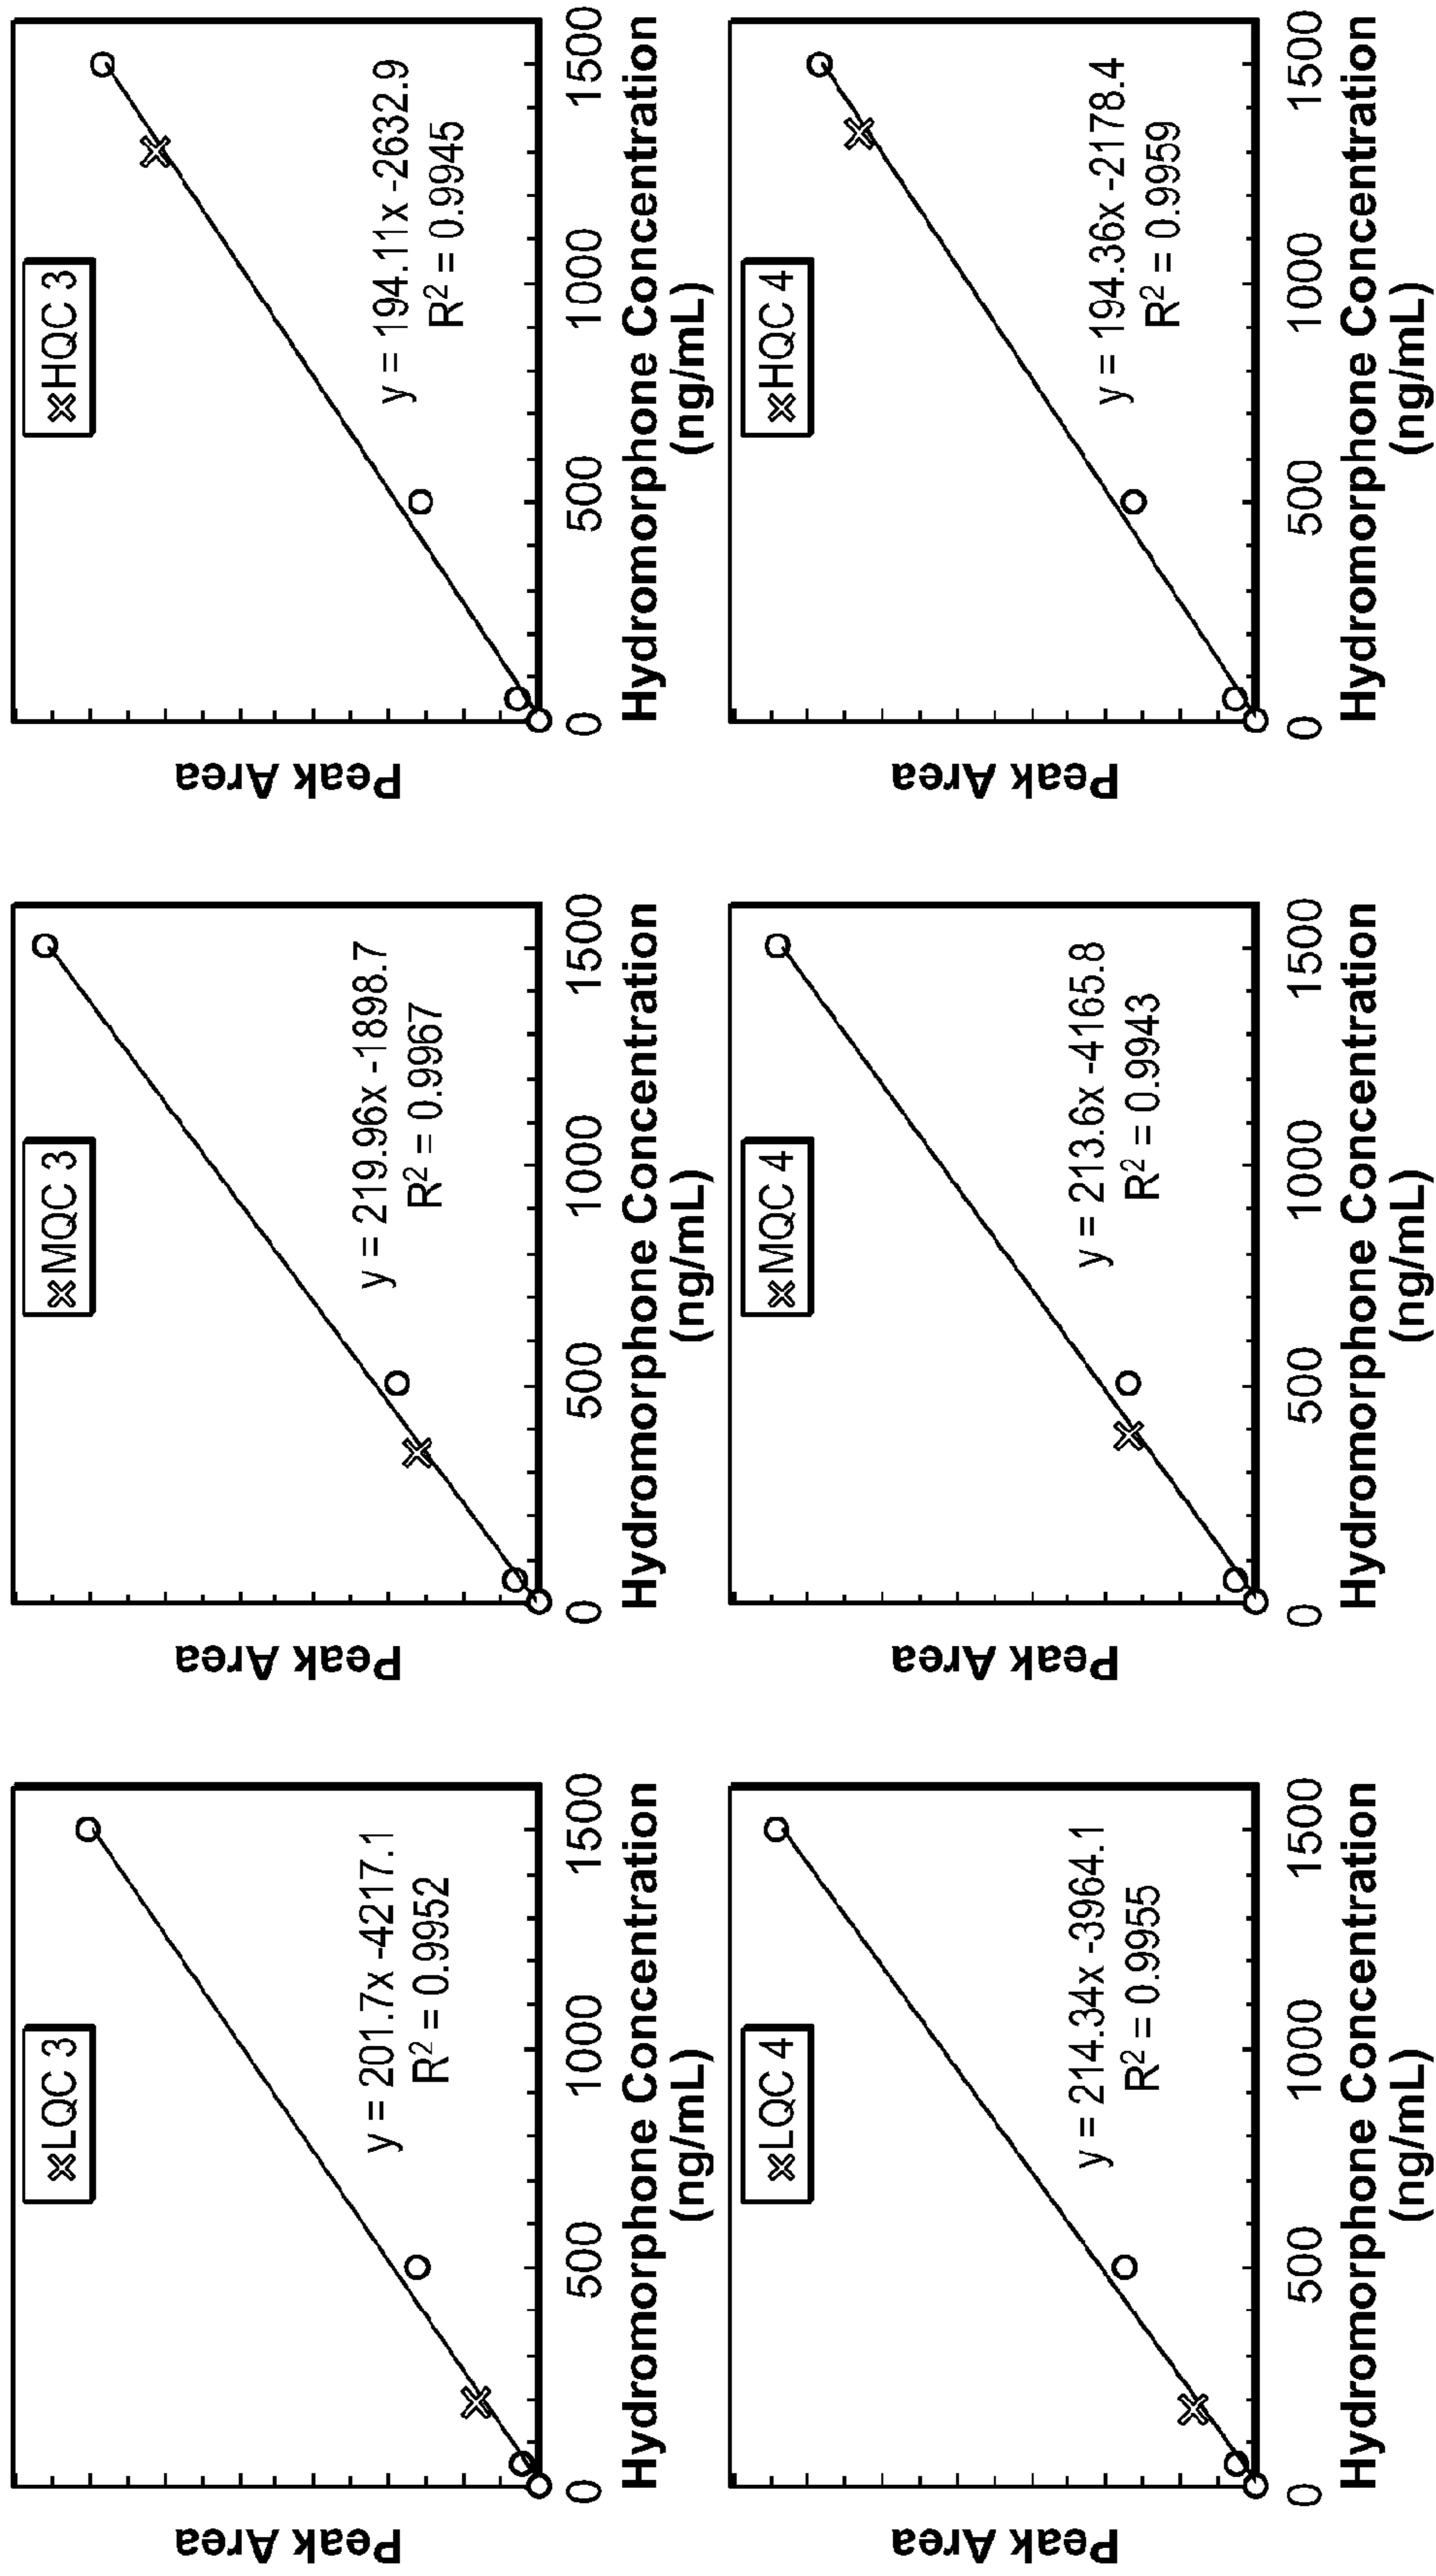 LQC 3
Peak Area
y = 201.7x -4217.1
R² = 0.9952
0 500 1000 1500
Hydromorphone Concentration
(ng/mL)
MQC 3
Peak Area
y = 219.96x -1898.7
R² = 0.9967
0 500 1000 1500
Hydromorphone Concentration
(ng/mL)
HQC 3
Peak Area
y = 194.11x -2632.9
R² = 0.9945
0 500 1000 1500
Hydromorphone Concentration
(ng/mL)
LQC 4
Peak Area
y = 214.34x -3964.1
R² = 0.9955
0 500 1000 1500
Hydromorphone Concentration
(ng/mL)
MQC 4
Peak Area
y = 213.6x -4165.8
R² = 0.9943
0 500 1000 1500
Hydromorphone Concentration
(ng/mL)
HQC 4
Peak Area
y = 194.36x -2178.4
R² = 0.9959
0 500 1000 1500
Hydromorphone Concentration
(ng/mL)